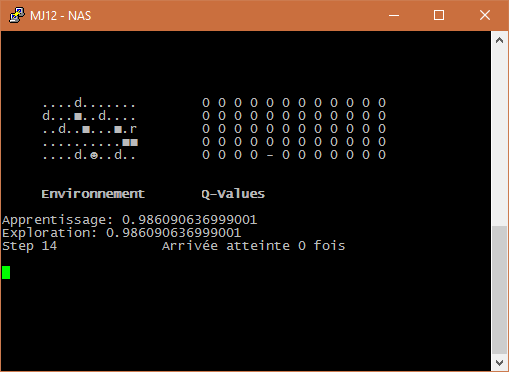 MJ12 - NAS
....d.......     0 0 0 0 0 0 0 0 0 0 0 0
d...■..d....     0 0 0 0 0 0 0 0 0 0 0 0
..d..■...■.r     0 0 0 0 0 0 0 0 0 0 0 0
..........■■     0 0 0 0 0 0 0 0 0 0 0 0
....d.☻..d..     0 0 0 0 - 0 0 0 0 0 0 0
Environnement     Q-Values
Apprentissage: 0.986090636999001
Exploration: 0.986090636999001
Step 14     Arrivée atteinte 0 fois